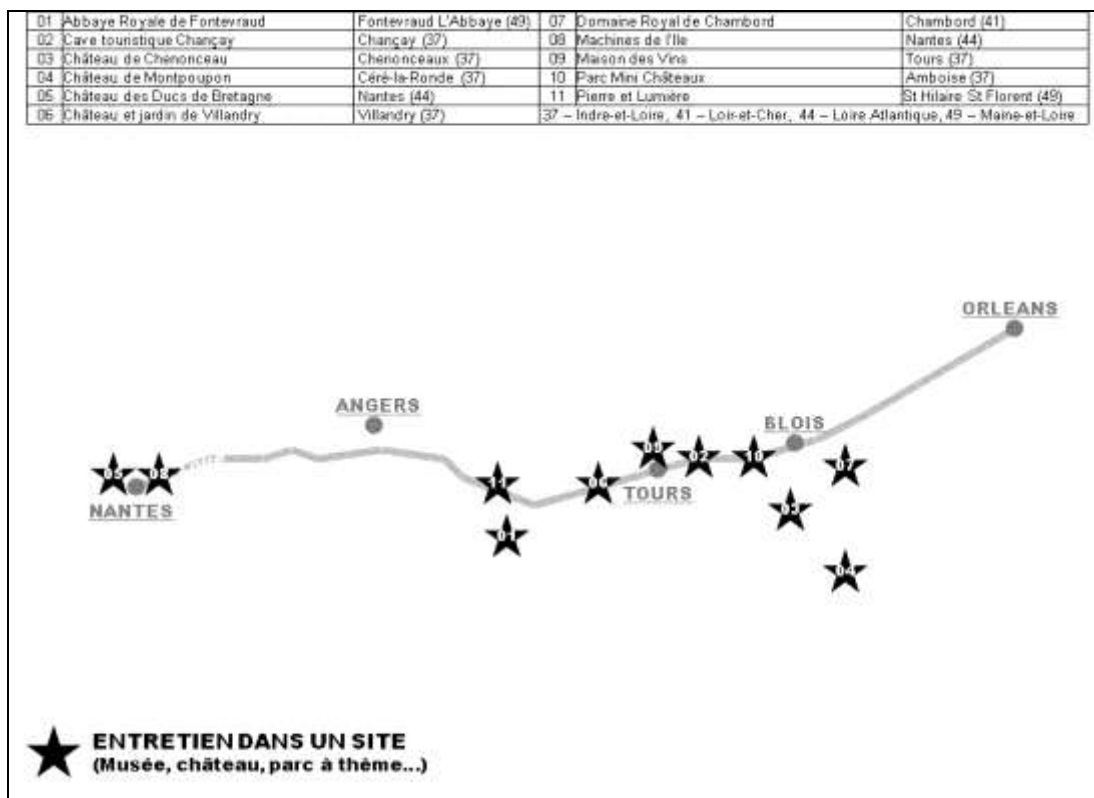 01 Abbaye Royale de Fontevraud Fontevraud L'Abbaye (49) 07 Domaine Royal de Chambord Chambord (41)
02 Cave touristique Chançay Chançay (37) 08 Machines de l'Ile Nantes (44)
03 Château de Chenonceau Chenonceaux (37) 09 Maison des Vins Tours (37)
04 Château de Montpoupon Céré-la-Ronde (37) 10 Parc Mini Châteaux Amboise (37)
05 Château des Ducs de Bretagne Nantes (44) 11 Pierre et Lumière St Hilaire St Florent (49)
06 Château et jardin de Villandry Villandry (37) 37 – Indre-et-Loire, 41 – Loir-et-Cher, 44 – Loire Atlantique, 49 – Maine-et-Loire
ORLEANS
ANGERS
BLOIS
09
02
10
07
05
08
11
06
TOURS
NANTES
03
01
04
ENTRETIEN DANS UN SITE
(Musée, château, parc à thème...)